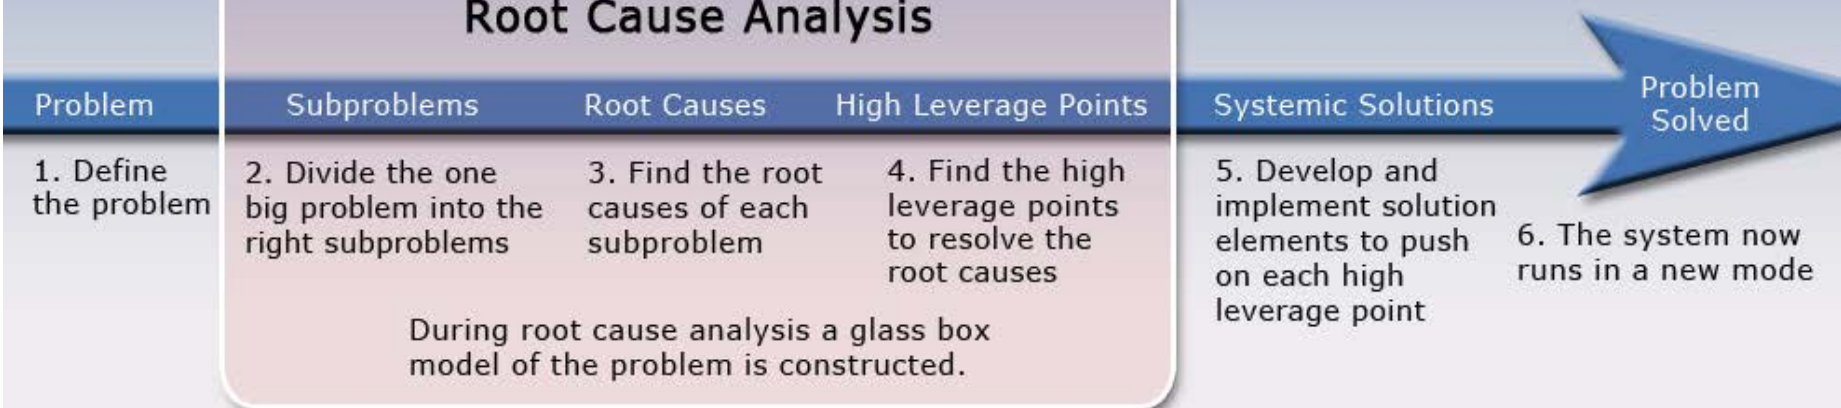 Root Cause Analysis
Problem
Subproblems
Root Causes
High Leverage Points
Systemic Solutions
Problem
Solved
1. Define
the problem
2. Divide the one
big problem into the
right subproblems
3. Find the root
causes of each
subproblem
4. Find the high
leverage points
to resolve the
root causes
5. Develop and
implement solution
elements to push
on each high
leverage point
6. The system now
runs in a new mode
During root cause analysis a glass box
model of the problem is constructed.